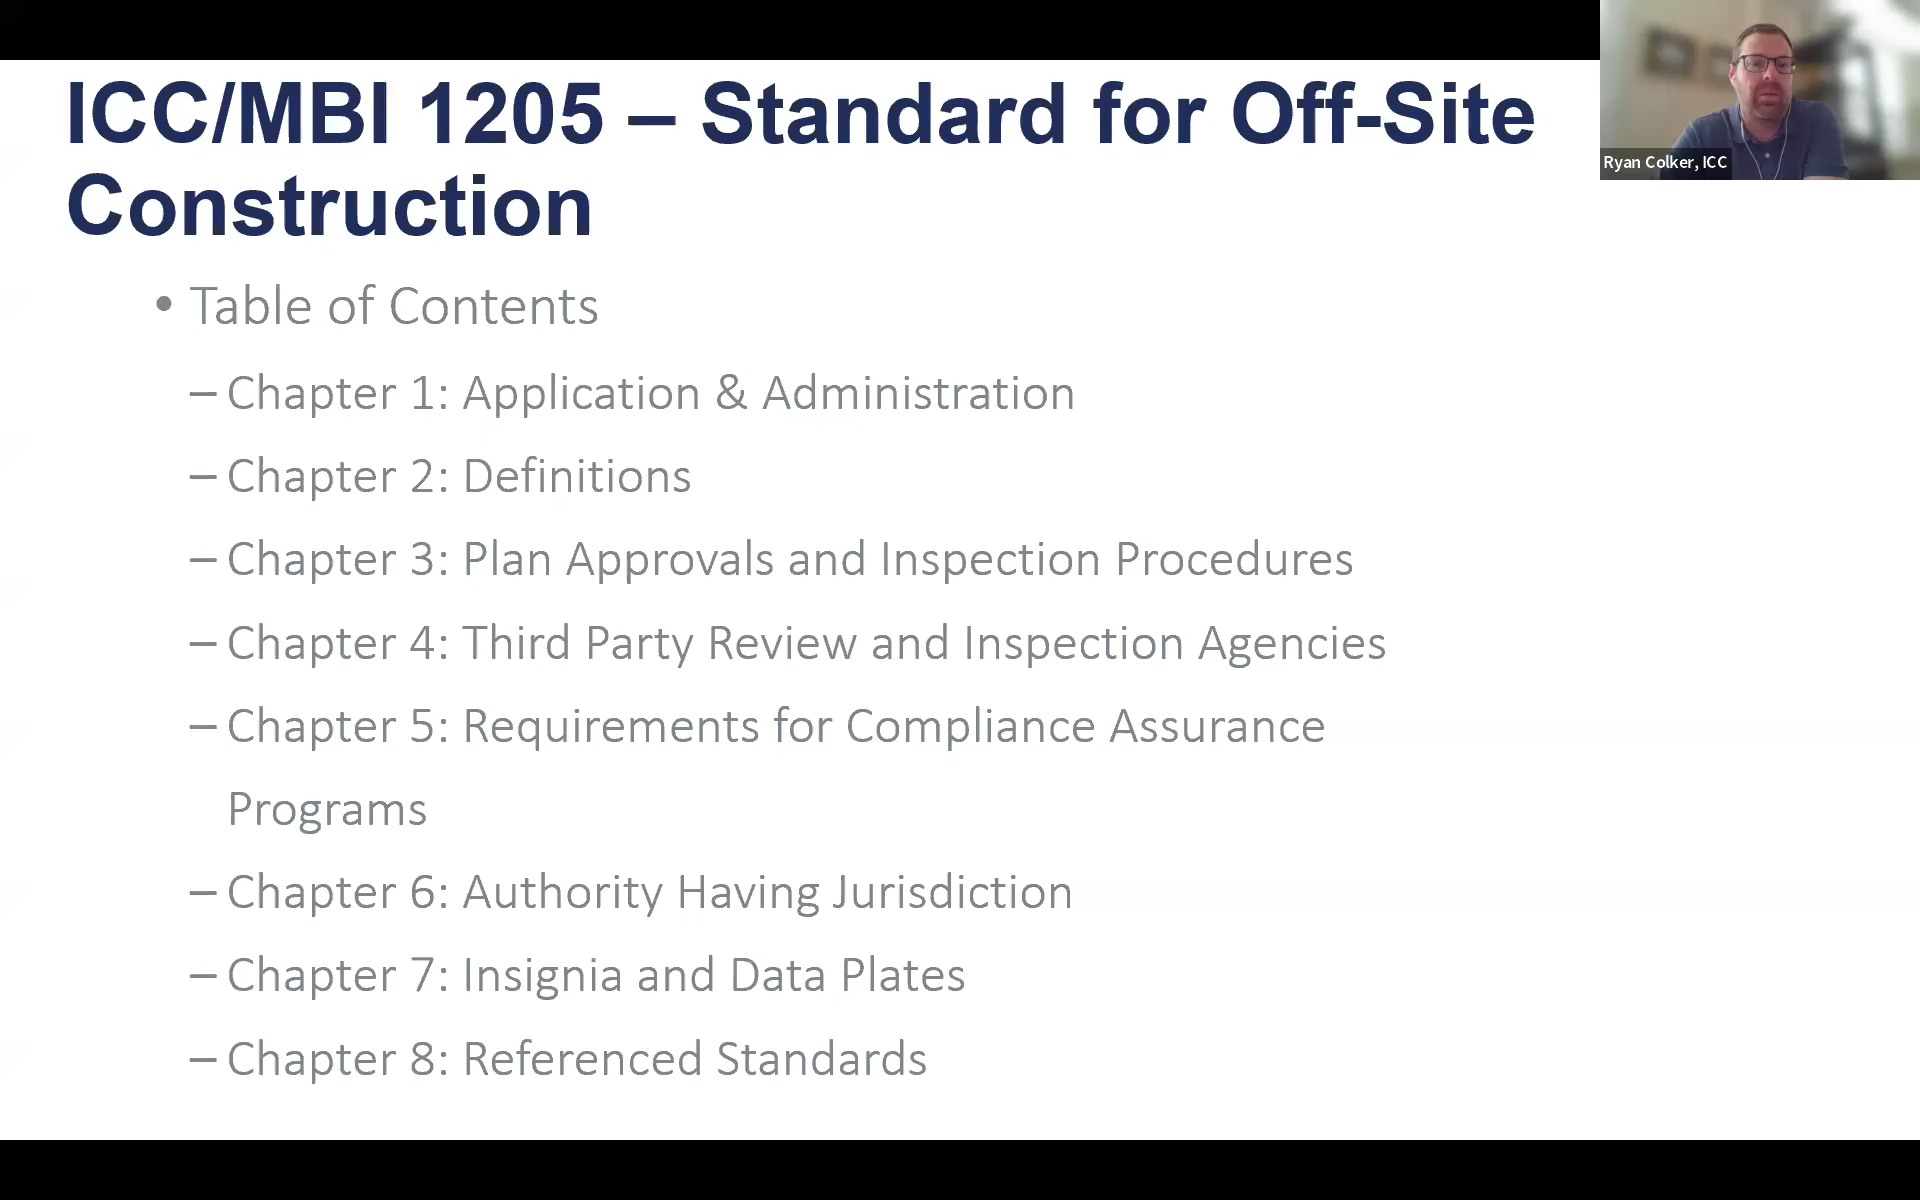 ICC/MBI 1205 – Standard for Off-Site
Construction
Ryan Colker, ICC
• Table of Contents
– Chapter 1: Application & Administration
– Chapter 2: Definitions
– Chapter 3: Plan Approvals and Inspection Procedures
– Chapter 4: Third Party Review and Inspection Agencies
– Chapter 5: Requirements for Compliance Assurance
Programs
– Chapter 6: Authority Having Jurisdiction
– Chapter 7: Insignia and Data Plates
– Chapter 8: Referenced Standards